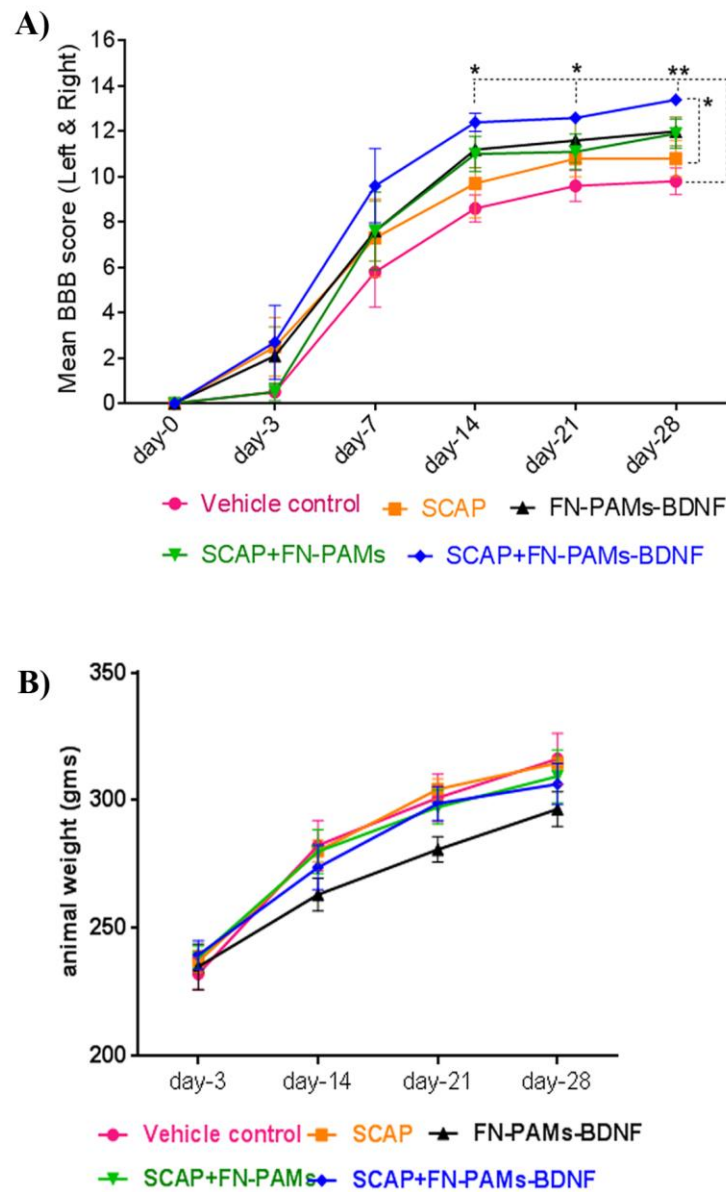 A)
Mean BBB score (Left & Right)
16
14
12
10
8
6
4
2
0
* * ** *
day-0 day-3 day-7 day-14 day-21 day-28
Vehicle control SCAP FN-PAMs-BDNF
SCAP+FN-PAMs SCAP+FN-PAMs-BDNF
B)
animal weight (gms)
350
300
250
200
day-3 day-14 day-21 day-28
Vehicle control SCAP FN-PAMs-BDNF
SCAP+FN-PAMs SCAP+FN-PAMs-BDNF